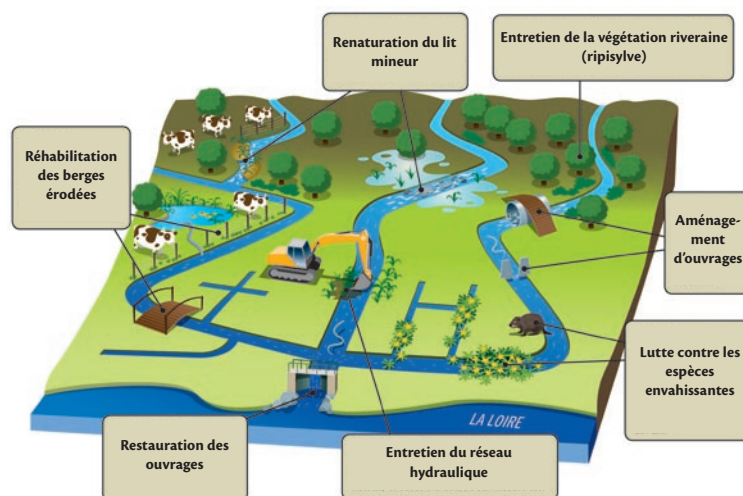 Renaturation du lit
mineur
Entretien de la végétation riveraine
(ripisylve)
Réhabilitation
des berges
érodées
Aménage-
ment
d'ouvrages
Lutte contre les
espèces
envahissantes
LA LOIRE
Restauration des
ouvrages
Entretien du réseau
hydraulique